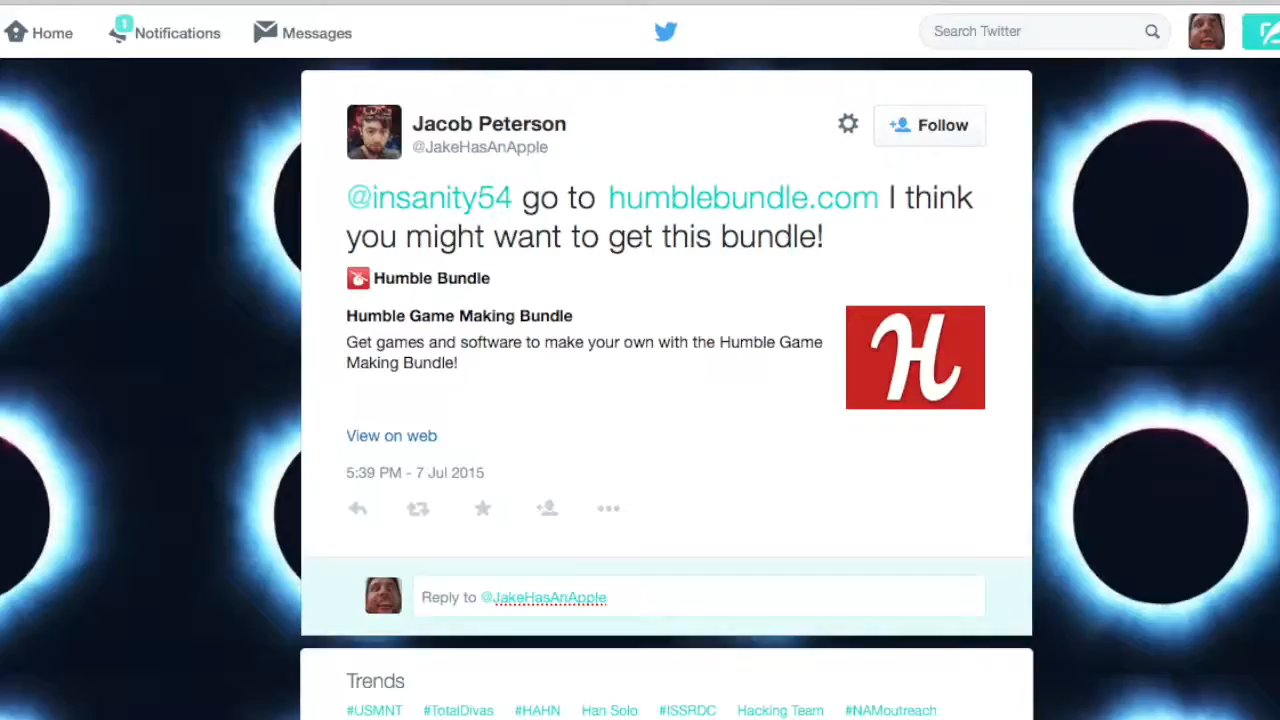 Home
1
Notifications
Messages
Search Twitter
Jacob Peterson
@JakeHasAnApple
Follow
@insanity54 go to humblebundle.com I think
you might want to get this bundle!
Humble Bundle
Humble Game Making Bundle
Get games and software to make your own with the Humble Game
Making Bundle!
H
View on web
5:39 PM - 7 Jul 2015
Reply to @JakeHasAnApple
Trends
#USMNT #TotalDivas #HAHN Han Solo #ISSRDC Hacking Team #NAMoutreach